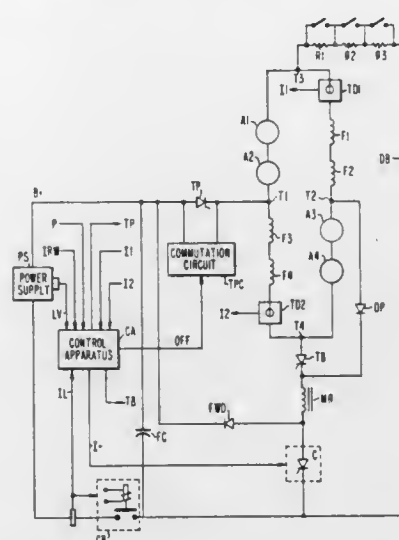 R1 R2 R3
T3
I1 TD1
A1 F1
A2 F2
DB
B+ TP T1 T2
P TP F3 A3
IRW I1
PS COMMUTATION
CIRCUIT
F4 A4
POWER
SUPPLY
I2 TPC
DP
LV I2 TD2
CONTROL
APPARATUS
CA OFF T4
TB
IL TB
FWD MR
I- FC
C
CB